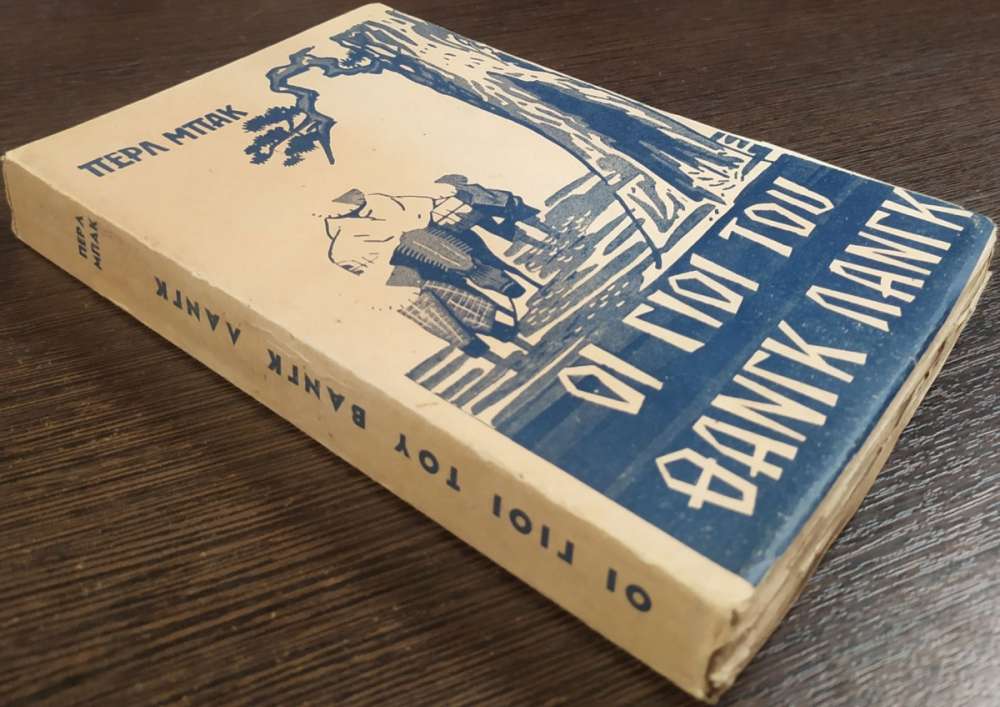 ΠΕΡΛ ΜΠΑΚ
ΟΙ ΓΙΟΙ ΤΟΥ
ΒΑΝΓΚ ΛΑΝΓΚ
ΠΕΡΛ
ΜΠΑΚ
ΟΙ ΓΙΟΙ ΤΟΥ ΒΑΝΓΚ ΛΑΝΓΚ